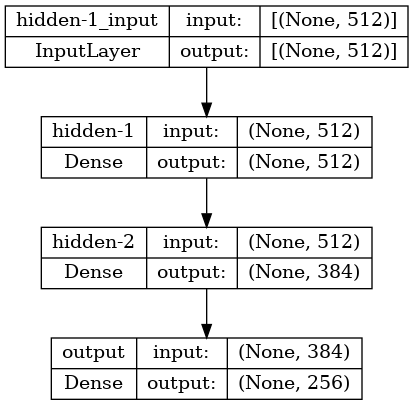 hidden-1_input input: [(None, 512)]
InputLayer output: [(None, 512)]
hidden-1 input: (None, 512)
Dense output: (None, 512)
hidden-2 input: (None, 512)
Dense output: (None, 384)
output input: (None, 384)
Dense output: (None, 256)